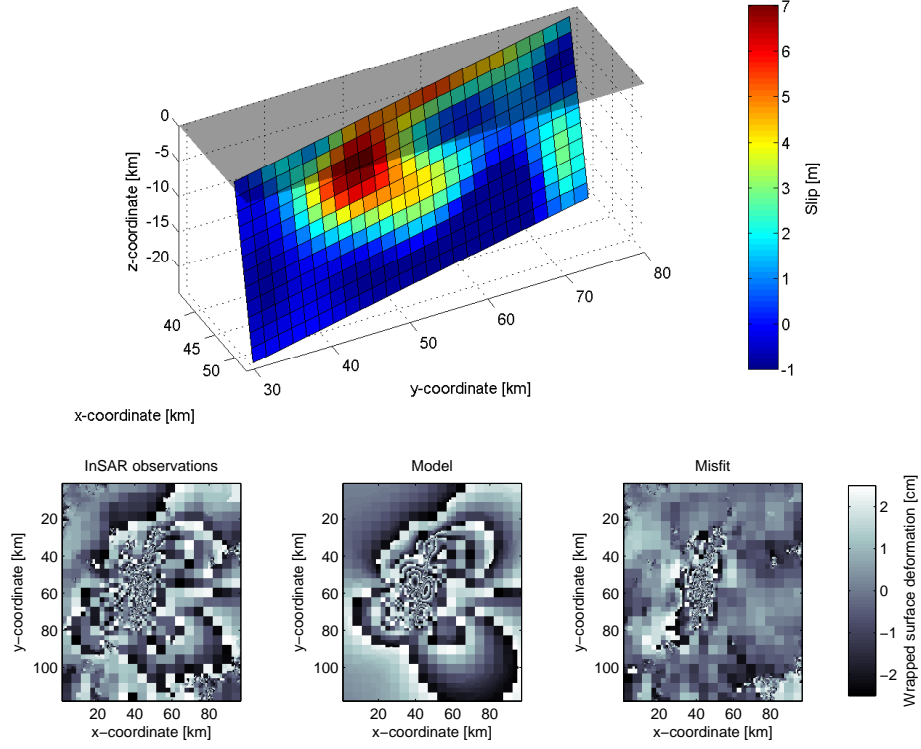 0
-5
-10
-15
-20
z-coordinate [km]
40
45
50
x-coordinate [km]
30
40
50
60
70
80
y-coordinate [km]
7
6
5
4
3
2
1
0
-1
Slip [m]
InSAR observations
Model
Misfit
20
40
60
80
100
y−coordinate [km]
20 40 60 80
x−coordinate [km]
20
40
60
80
100
y−coordinate [km]
20 40 60 80
x−coordinate [km]
20
40
60
80
100
y−coordinate [km]
20 40 60 80
x−coordinate [km]
2
1
0
−1
−2
Wrapped surface deformation [cm]